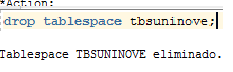 *Action:
drop tablespace tbsuninove;
Tablespace TBSUNINOVE eliminado.